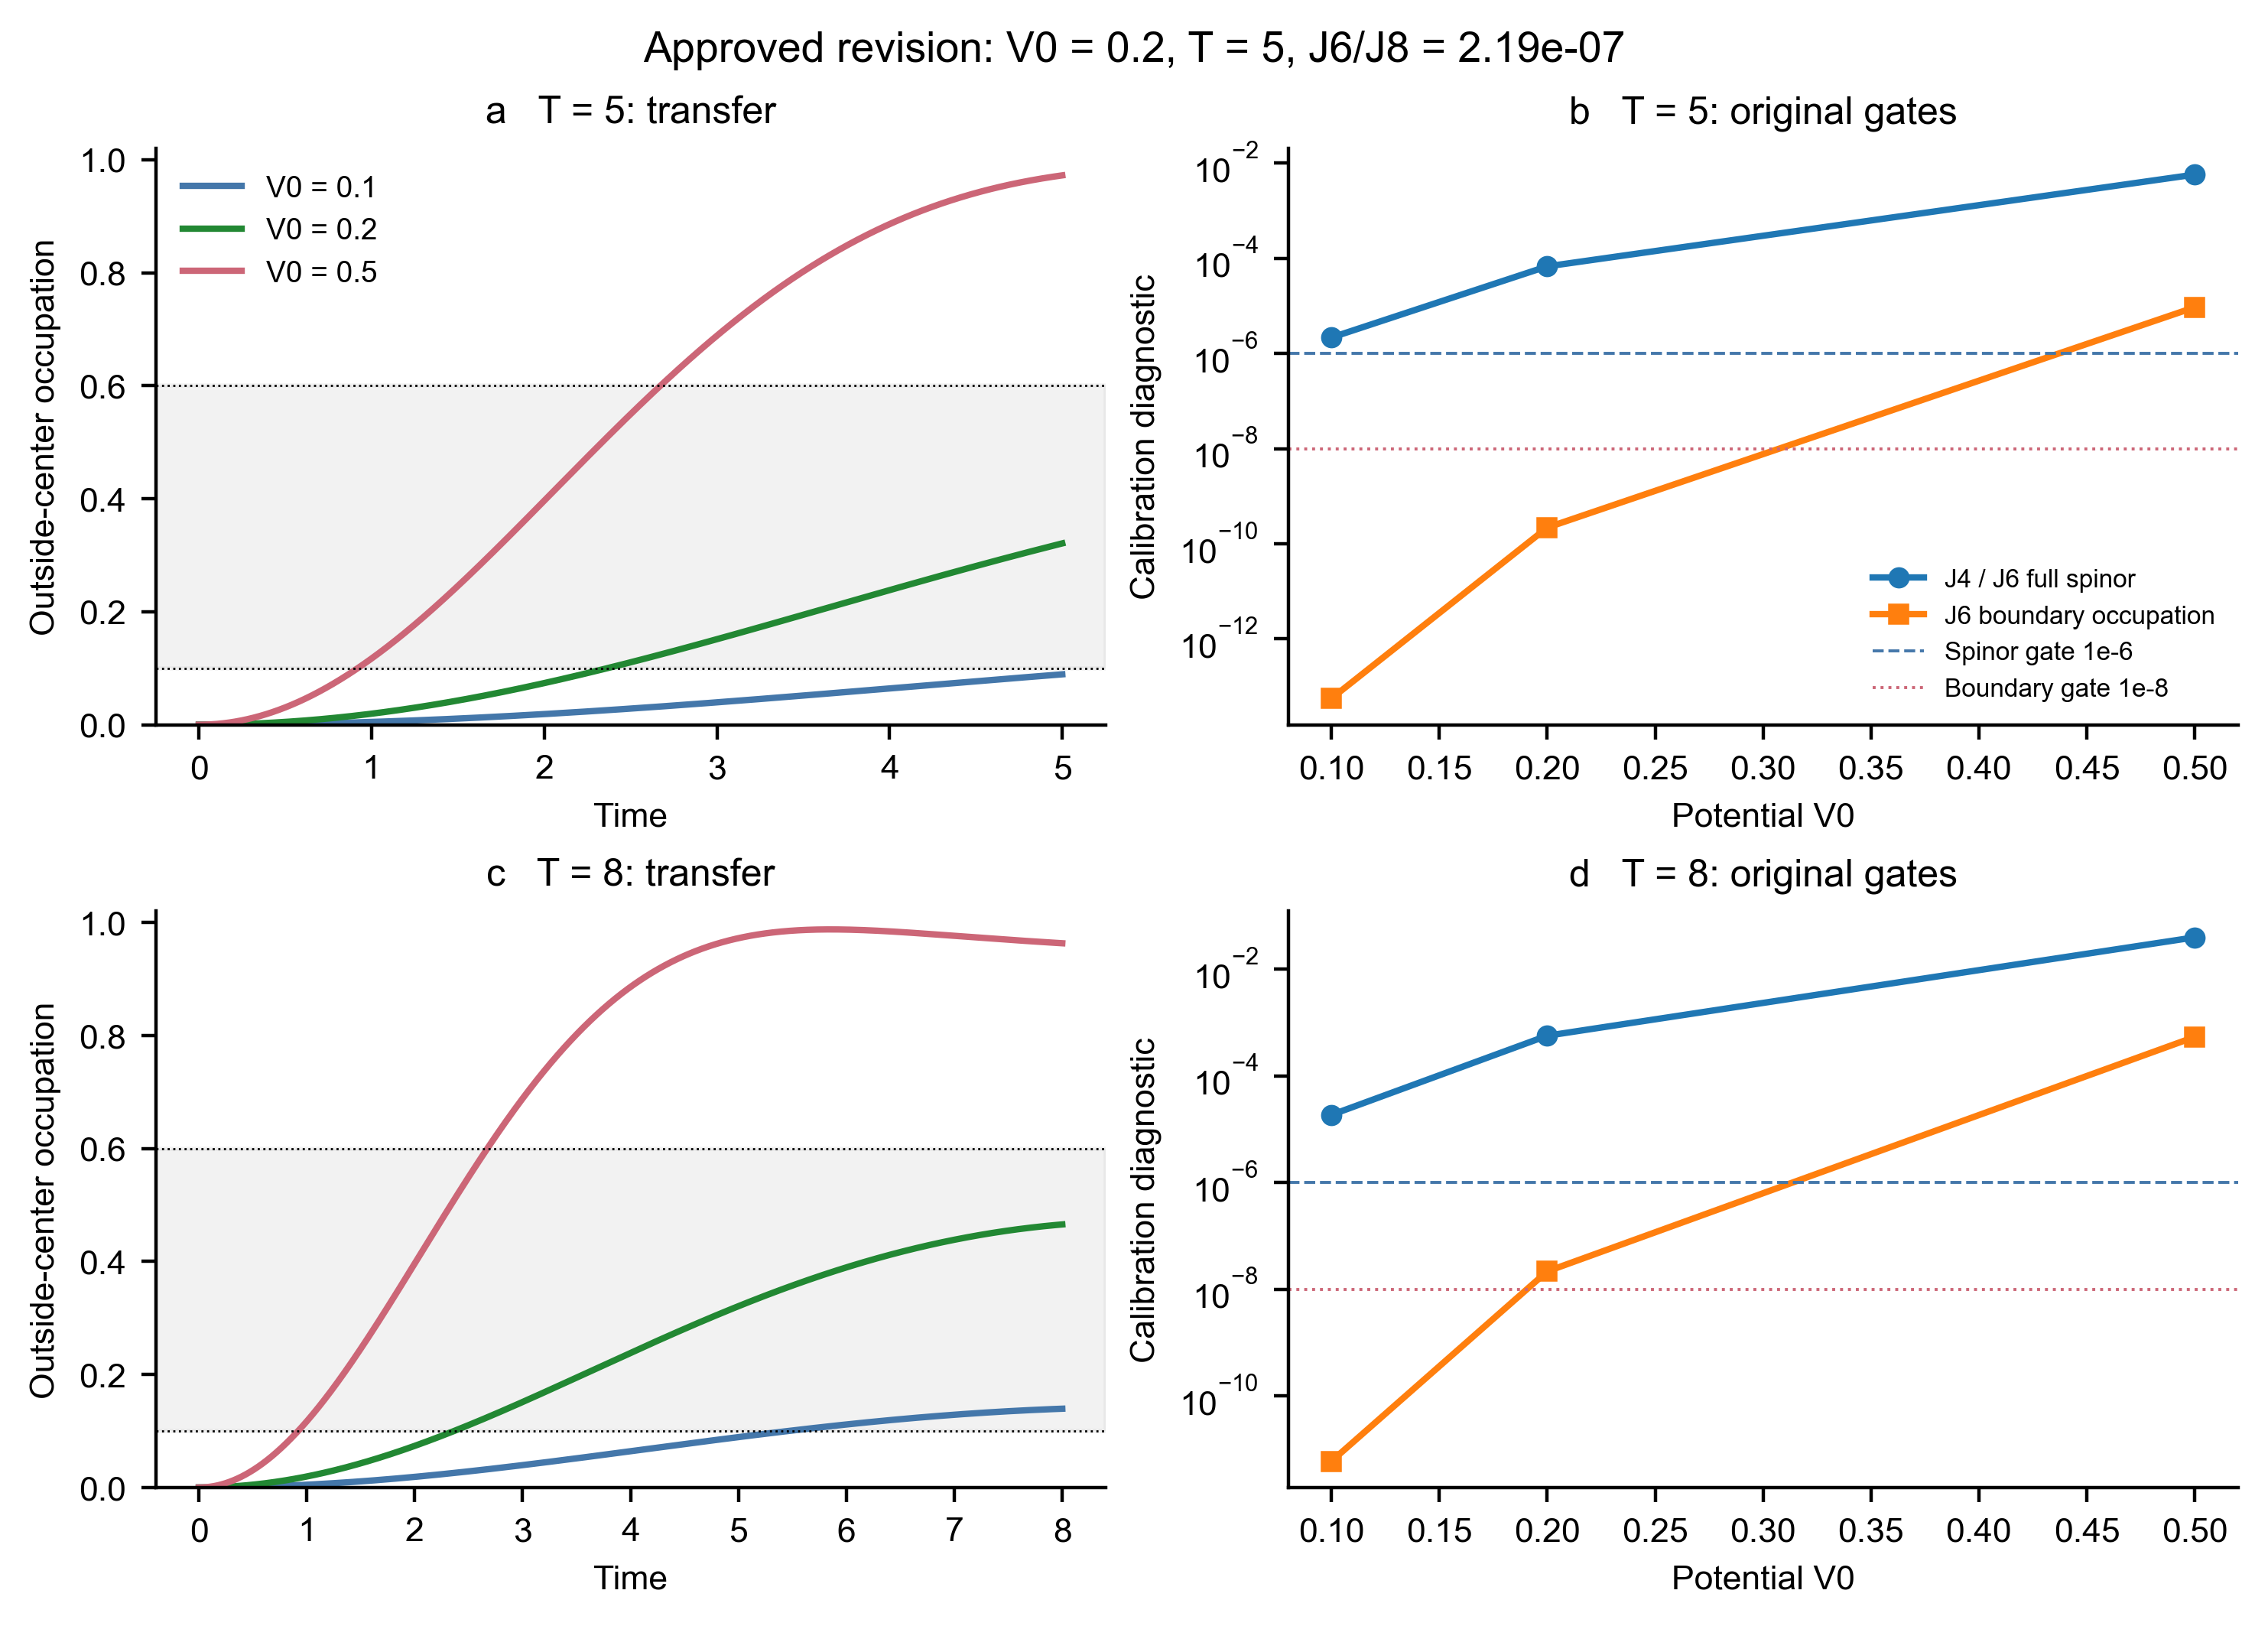 Approved revision: V0 = 0.2, T = 5, J6/J8 = 2.19e-07
a T = 5: transfer
1.0
0.8
0.6
0.4
0.2
0.0
Outside-center occupation
V0 = 0.1
V0 = 0.2
V0 = 0.5
0 1 2 3 4 5
Time
b T = 5: original gates
10⁻²
10⁻⁴
10⁻⁶
10⁻⁸
10⁻¹⁰
10⁻¹²
Calibration diagnostic
J4 / J6 full spinor
J6 boundary occupation
Spinor gate 1e-6
Boundary gate 1e-8
0.10 0.15 0.20 0.25 0.30 0.35 0.40 0.45 0.50
Potential V0
c T = 8: transfer
1.0
0.8
0.6
0.4
0.2
0.0
Outside-center occupation
0 1 2 3 4 5 6 7 8
Time
d T = 8: original gates
10⁻²
10⁻⁴
10⁻⁶
10⁻⁸
10⁻¹⁰
Calibration diagnostic
0.10 0.15 0.20 0.25 0.30 0.35 0.40 0.45 0.50
Potential V0